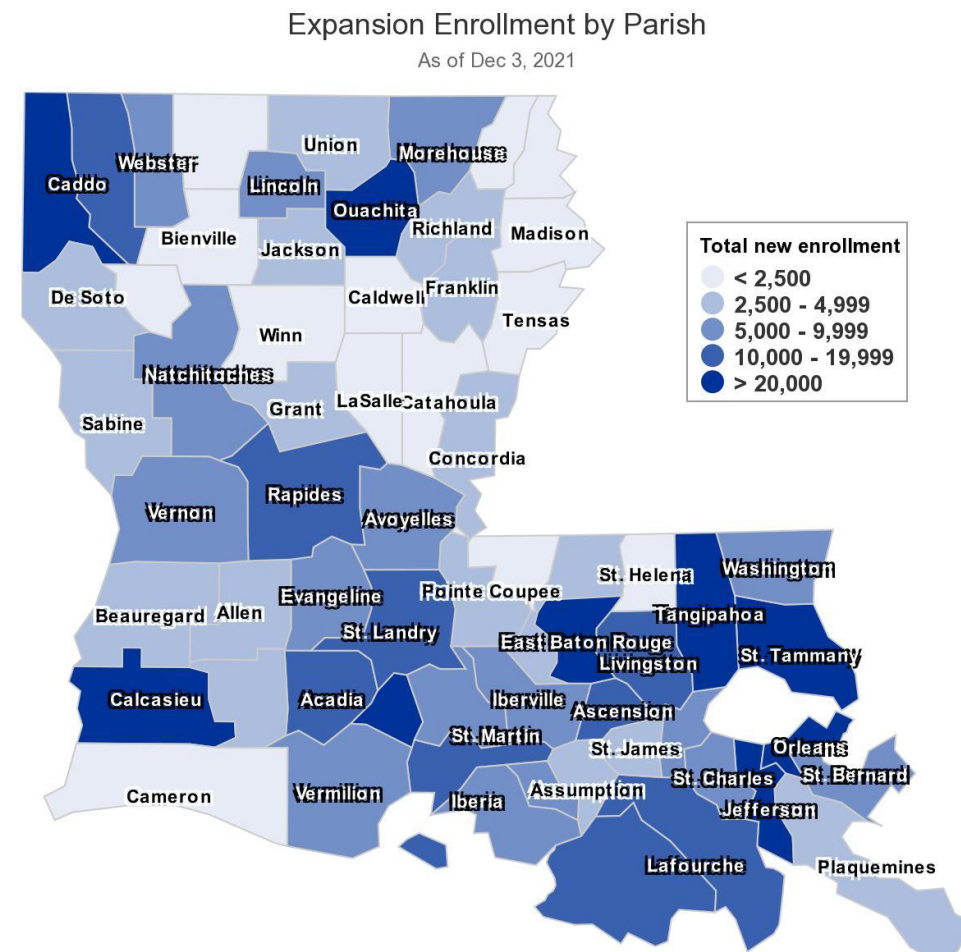 Expansion Enrollment by Parish
As of Dec 3, 2021
Union
Morehouse
Webster
Caddo
Lincoln
Ouachita
Richland
Madison
Bienville
Jackson
Franklin
De Soto
Caldwell
Tensas
Winn
Natchitoches
LaSalle
Catahoula
Grant
Sabine
Concordia
Rapides
Vernon
Avoyelles
Total new enrollment
< 2,500
2,500 - 4,999
5,000 - 9,999
10,000 - 19,999
> 20,000
St. Helena
Washington
Pointe Coupee
Evangeline
Beauregard
Allen
Tangipahoa
St. Landry
East Baton Rouge
St. Tammany
Livingston
Calcasieu
Acadia
Iberville
Ascension
St. Martin
St. James
Orleans
St. Charles
St. Bernard
Assumption
Cameron
Vermilion
Iberia
Jefferson
Lafourche
Plaquemines